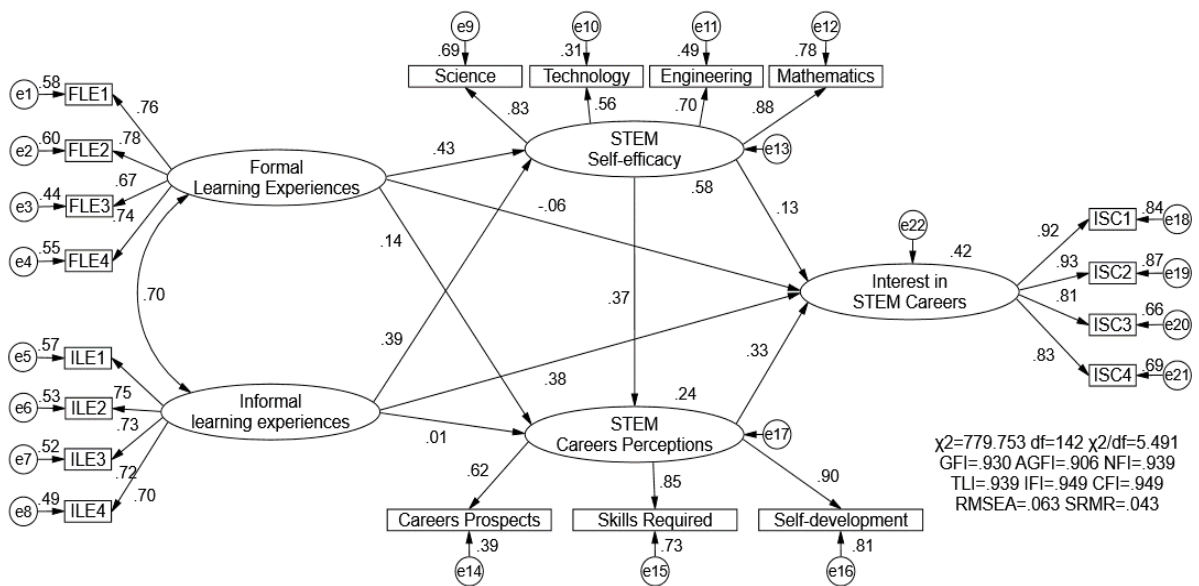 e9
e10
e11
e12
.69
.31
.49
.78
Science
Technology
Engineering
Mathematics
.83
.56
.70
.88
e1
.58
FLE1
.76
e2
.60
FLE2
.78
e3
.44
FLE3
.67
e4
.55
FLE4
.74
Formal
Learning Experiences
STEM
Self-efficacy
e13
.58
.43
-.06
.14
.13
.70
.39
.37
.38
.33
.01
e22
.42
Interest in
STEM Careers
.92
ISC1
.84
e18
.93
ISC2
.87
e19
.81
ISC3
.66
e20
.83
ISC4
.69
e21
e5
.57
ILE1
.75
e6
.53
ILE2
.73
e7
.52
ILE3
.72
e8
.49
ILE4
.70
Informal
learning experiences
.24
STEM
Careers Perceptions
e17
.62
.85
.90
Careers Prospects
Skills Required
Self-development
.39
.73
.81
e14
e15
e16
χ2=779.753 df=142 χ2/df=5.491
GFI=.930 AGFI=.906 NFI=.939
TLI=.939 IFI=.949 CFI=.949
RMSEA=.063 SRMR=.043